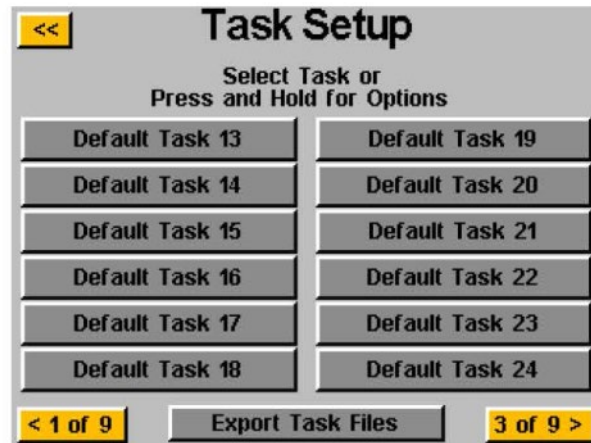 <<
Task Setup
Select Task or
Press and Hold for Options
Default Task 13
Default Task 14
Default Task 15
Default Task 16
Default Task 17
Default Task 18
Default Task 19
Default Task 20
Default Task 21
Default Task 22
Default Task 23
Default Task 24
< 1 of 9
Export Task Files
3 of 9 >